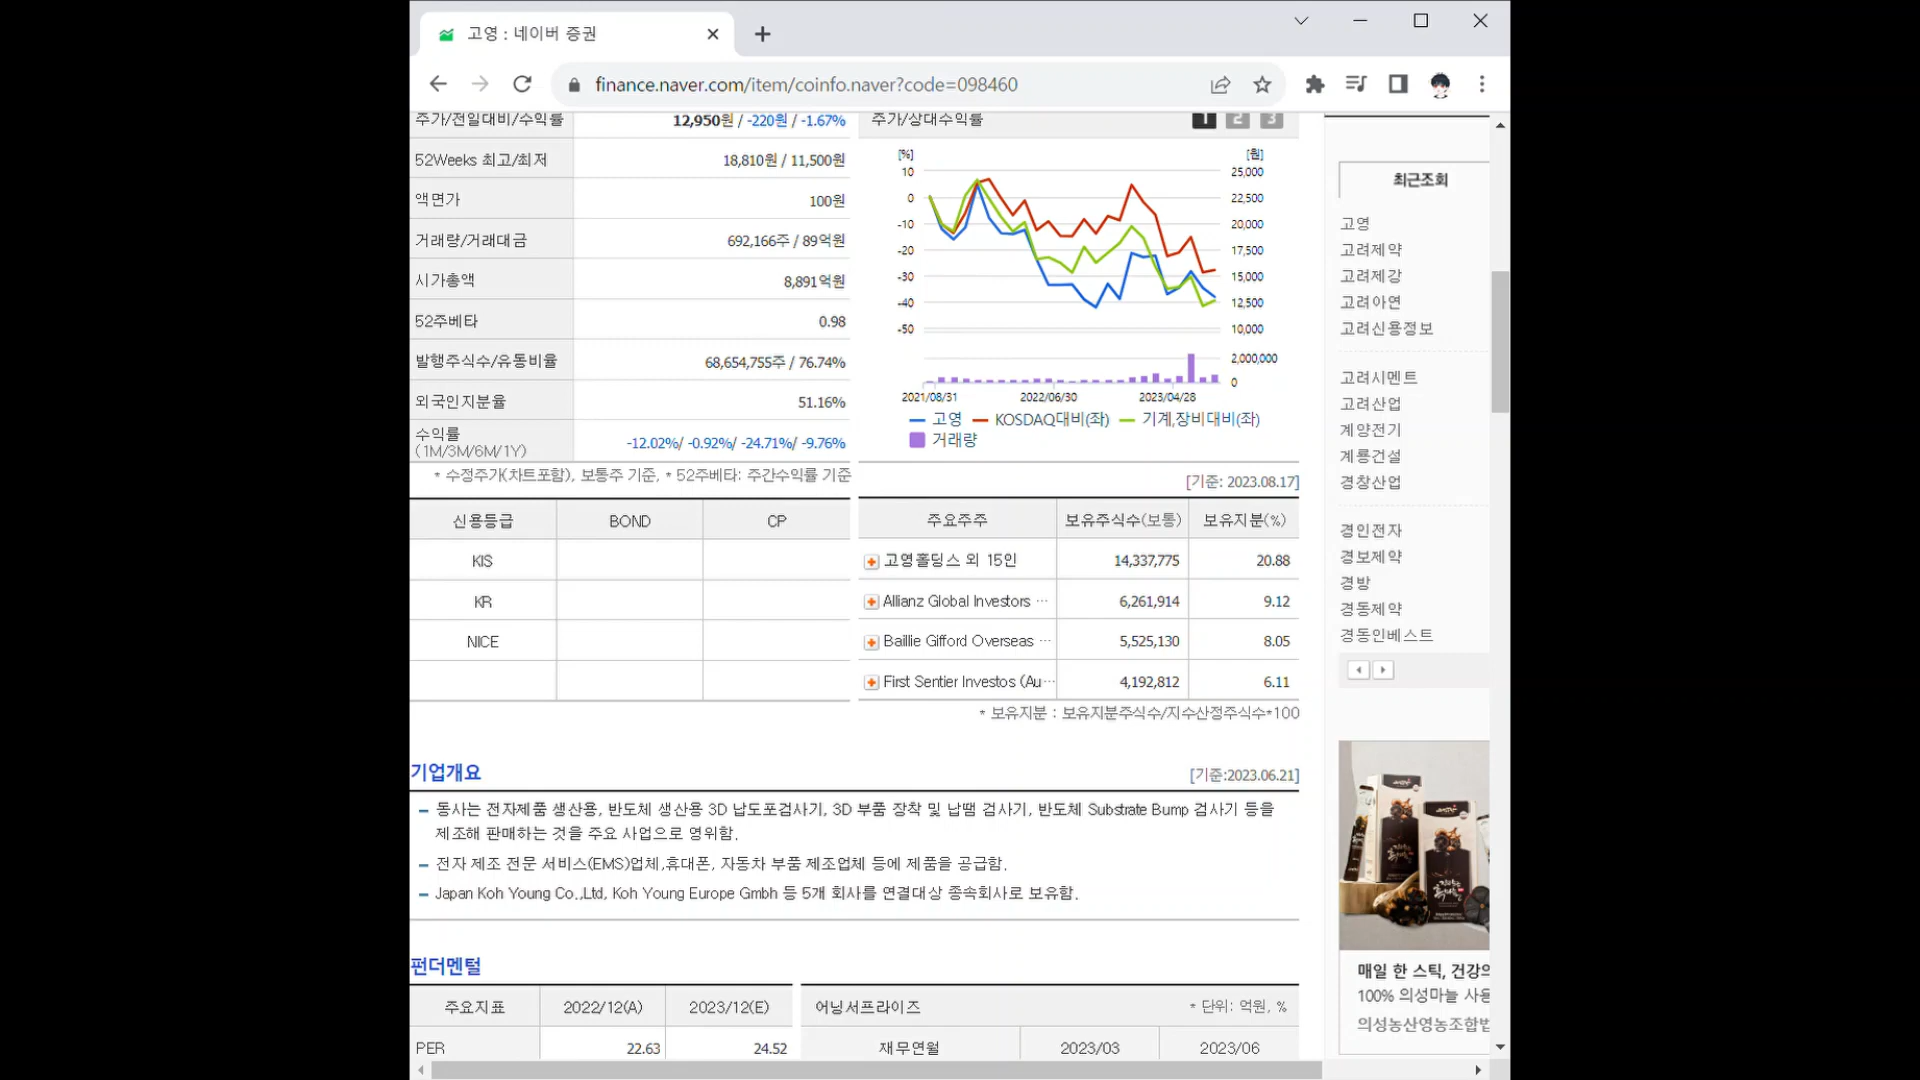 고영 : 네이버 증권
finance.naver.com/item/coinfo.naver?code=098460
주가/전일대비/수익률 12,950원 / -220원 / -1.67%
52Weeks 최고/최저 18,810원 / 11,500원
액면가 100원
거래량/거래대금 692,166주 / 89억원
시가총액 8,891억원
52주베타 0.98
발행주식수/유동비율 68,654,755주 / 76.74%
외국인지분율 51.16%
수익률
(1M/3M/6M/1Y) -12.02%/ -0.92%/ -24.71%/ -9.76%
* 수정주가(차트포함), 보통주 기준, * 52주베타: 주간수익률 기준
주가/상대수익률 1 2 3
[%] [원]
10 25,000
0 22,500
-10 20,000
-20 17,500
-30 15,000
-40 12,500
-50 10,000
2,000,000
0
2021/08/31 2022/06/30 2023/04/28
고영 KOSDAQ대비(좌) 기계,장비대비(좌)
거래량
[기준: 2023.08.17]
신용등급 BOND CP
KIS
KR
NICE
주요주주 보유주식수(보통) 보유지분(%)
고영홀딩스 외 15인 14,337,775 20.88
Allianz Global Investors ··· 6,261,914 9.12
Baillie Gifford Overseas ··· 5,525,130 8.05
First Sentier Investos (Au··· 4,192,812 6.11
* 보유지분 : 보유지분주식수/지수산정주식수*100
기업개요 [기준:2023.06.21]
동사는 전자제품 생산용, 반도체 생산용 3D 납도포검사기, 3D 부품 장착 및 납땜 검사기, 반도체 Substrate Bump 검사기 등을
제조해 판매하는 것을 주요 사업으로 영위함.
전자 제조 전문 서비스(EMS)업체,휴대폰, 자동차 부품 제조업체 등에 제품을 공급함.
Japan Koh Young Co.,Ltd, Koh Young Europe Gmbh 등 5개 회사를 연결대상 종속회사로 보유함.
펀더멘털
주요지표 2022/12(A) 2023/12(E)
PER 22.63 24.52
어닝서프라이즈 * 단위: 억원, %
재무연월 2023/03 2023/06
최근조회
고영
고려제약
고려제강
고려아연
고려신용정보
고려시멘트
고려산업
계양전기
계룡건설
경창산업
경인전자
경보제약
경방
경동제약
경동인베스트
매일 한 스틱, 건강의
100% 의성마늘 사용
의성농산영농조합법